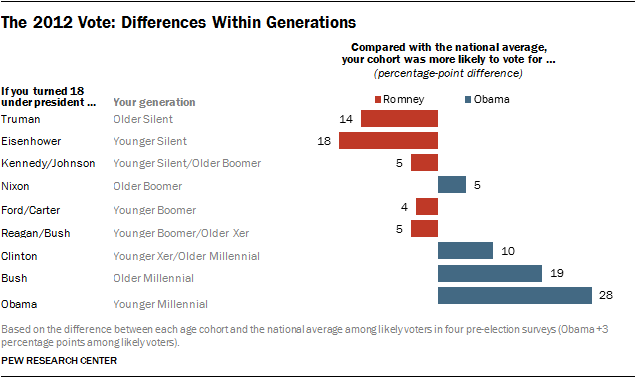 The 2012 Vote: Differences Within Generations
Compared with the national average,
your cohort was more likely to vote for ...
(percentage-point difference)
If you turned 18
under president ... Your generation
Romney Obama
Truman Older Silent 14
Eisenhower Younger Silent 18
Kennedy/Johnson Younger Silent/Older Boomer 5
Nixon Older Boomer 5
Ford/Carter Younger Boomer 4
Reagan/Bush Younger Boomer/Older Xer 5
Clinton Younger Xer/Older Millennial 10
Bush Older Millennial 19
Obama Younger Millennial 28
Based on the difference between each age cohort and the national average among likely voters in four pre-election surveys (Obama +3
percentage points among likely voters).
PEW RESEARCH CENTER